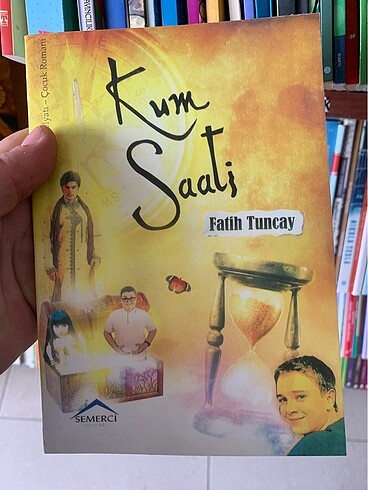 Kum
Saati
Fatih Tuncay
Çocuk Romanı
SEMERCİ